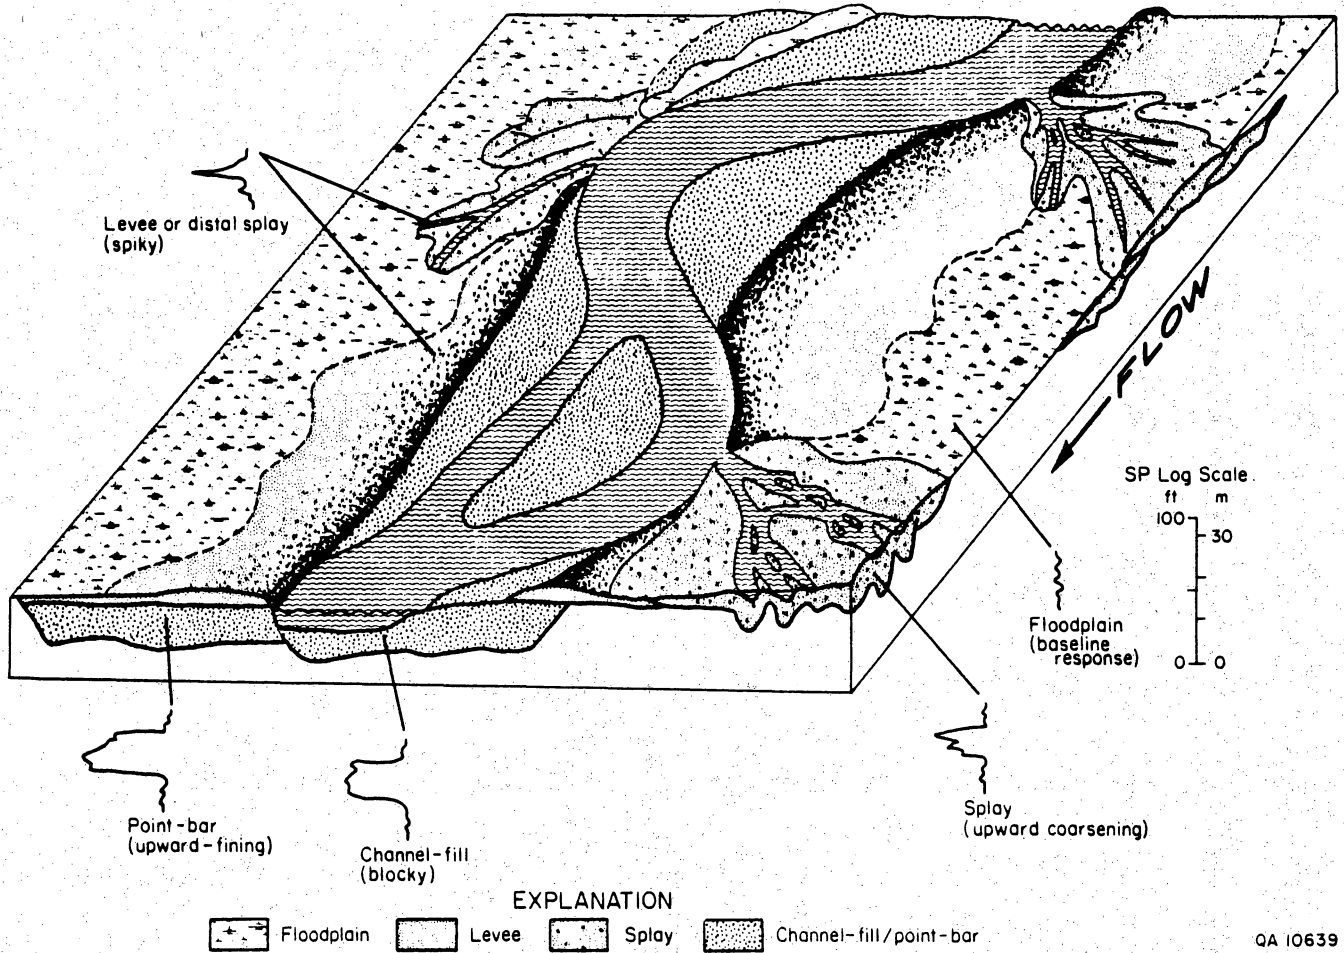 Levee or distal splay
(spiky)
FLOW
SP Log Scale
ft m
100 30
0 0
Floodplain
(baseline
response)
Point-bar
(upward-fining)
Channel-fill
(blocky)
Splay
(upward coarsening)
EXPLANATION
Floodplain Levee Splay Channel-fill/point-bar
QA 10639